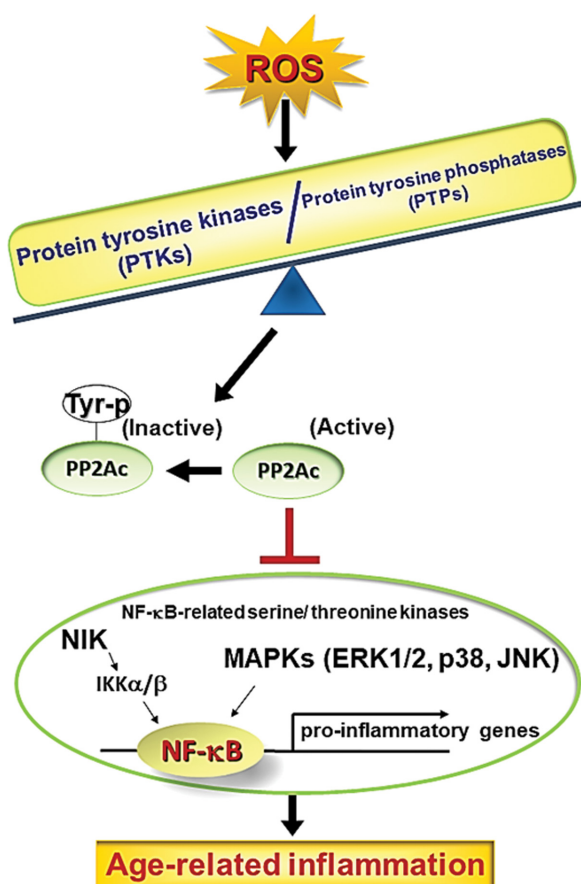 ROS
Protein tyrosine kinases
(PTKs)
/
Protein tyrosine phosphatases
(PTPs)
Tyr-p
(Inactive)
(Active)
PP2Ac
PP2Ac
NF-κB-related serine/ threonine kinases
NIK
MAPKs (ERK1/2, p38, JNK)
IKKα/β
pro-inflammatory genes
NF-κB
Age-related inflammation